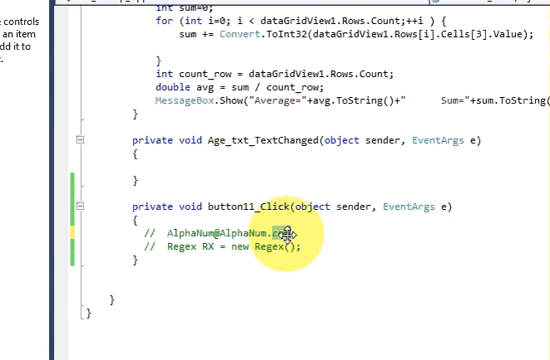 e controls
an item
dd it to
int sum=0;
for (int i=0; i < dataGridView1.Rows.Count;++i ) {
sum += Convert.ToInt32(dataGridView1.Rows[i].Cells[3].Value);
}
int count_row = dataGridView1.Rows.Count;
double avg = sum / count_row;
MessageBox.Show("Average="+avg.ToString()+" Sum="+sum.ToString()
}
private void Age_txt_TextChanged(object sender, EventArgs e)
{
}
private void button11_Click(object sender, EventArgs e)
{
// AlphaNum@AlphaNum.
// Regex RX = new Regex();
}
}
}